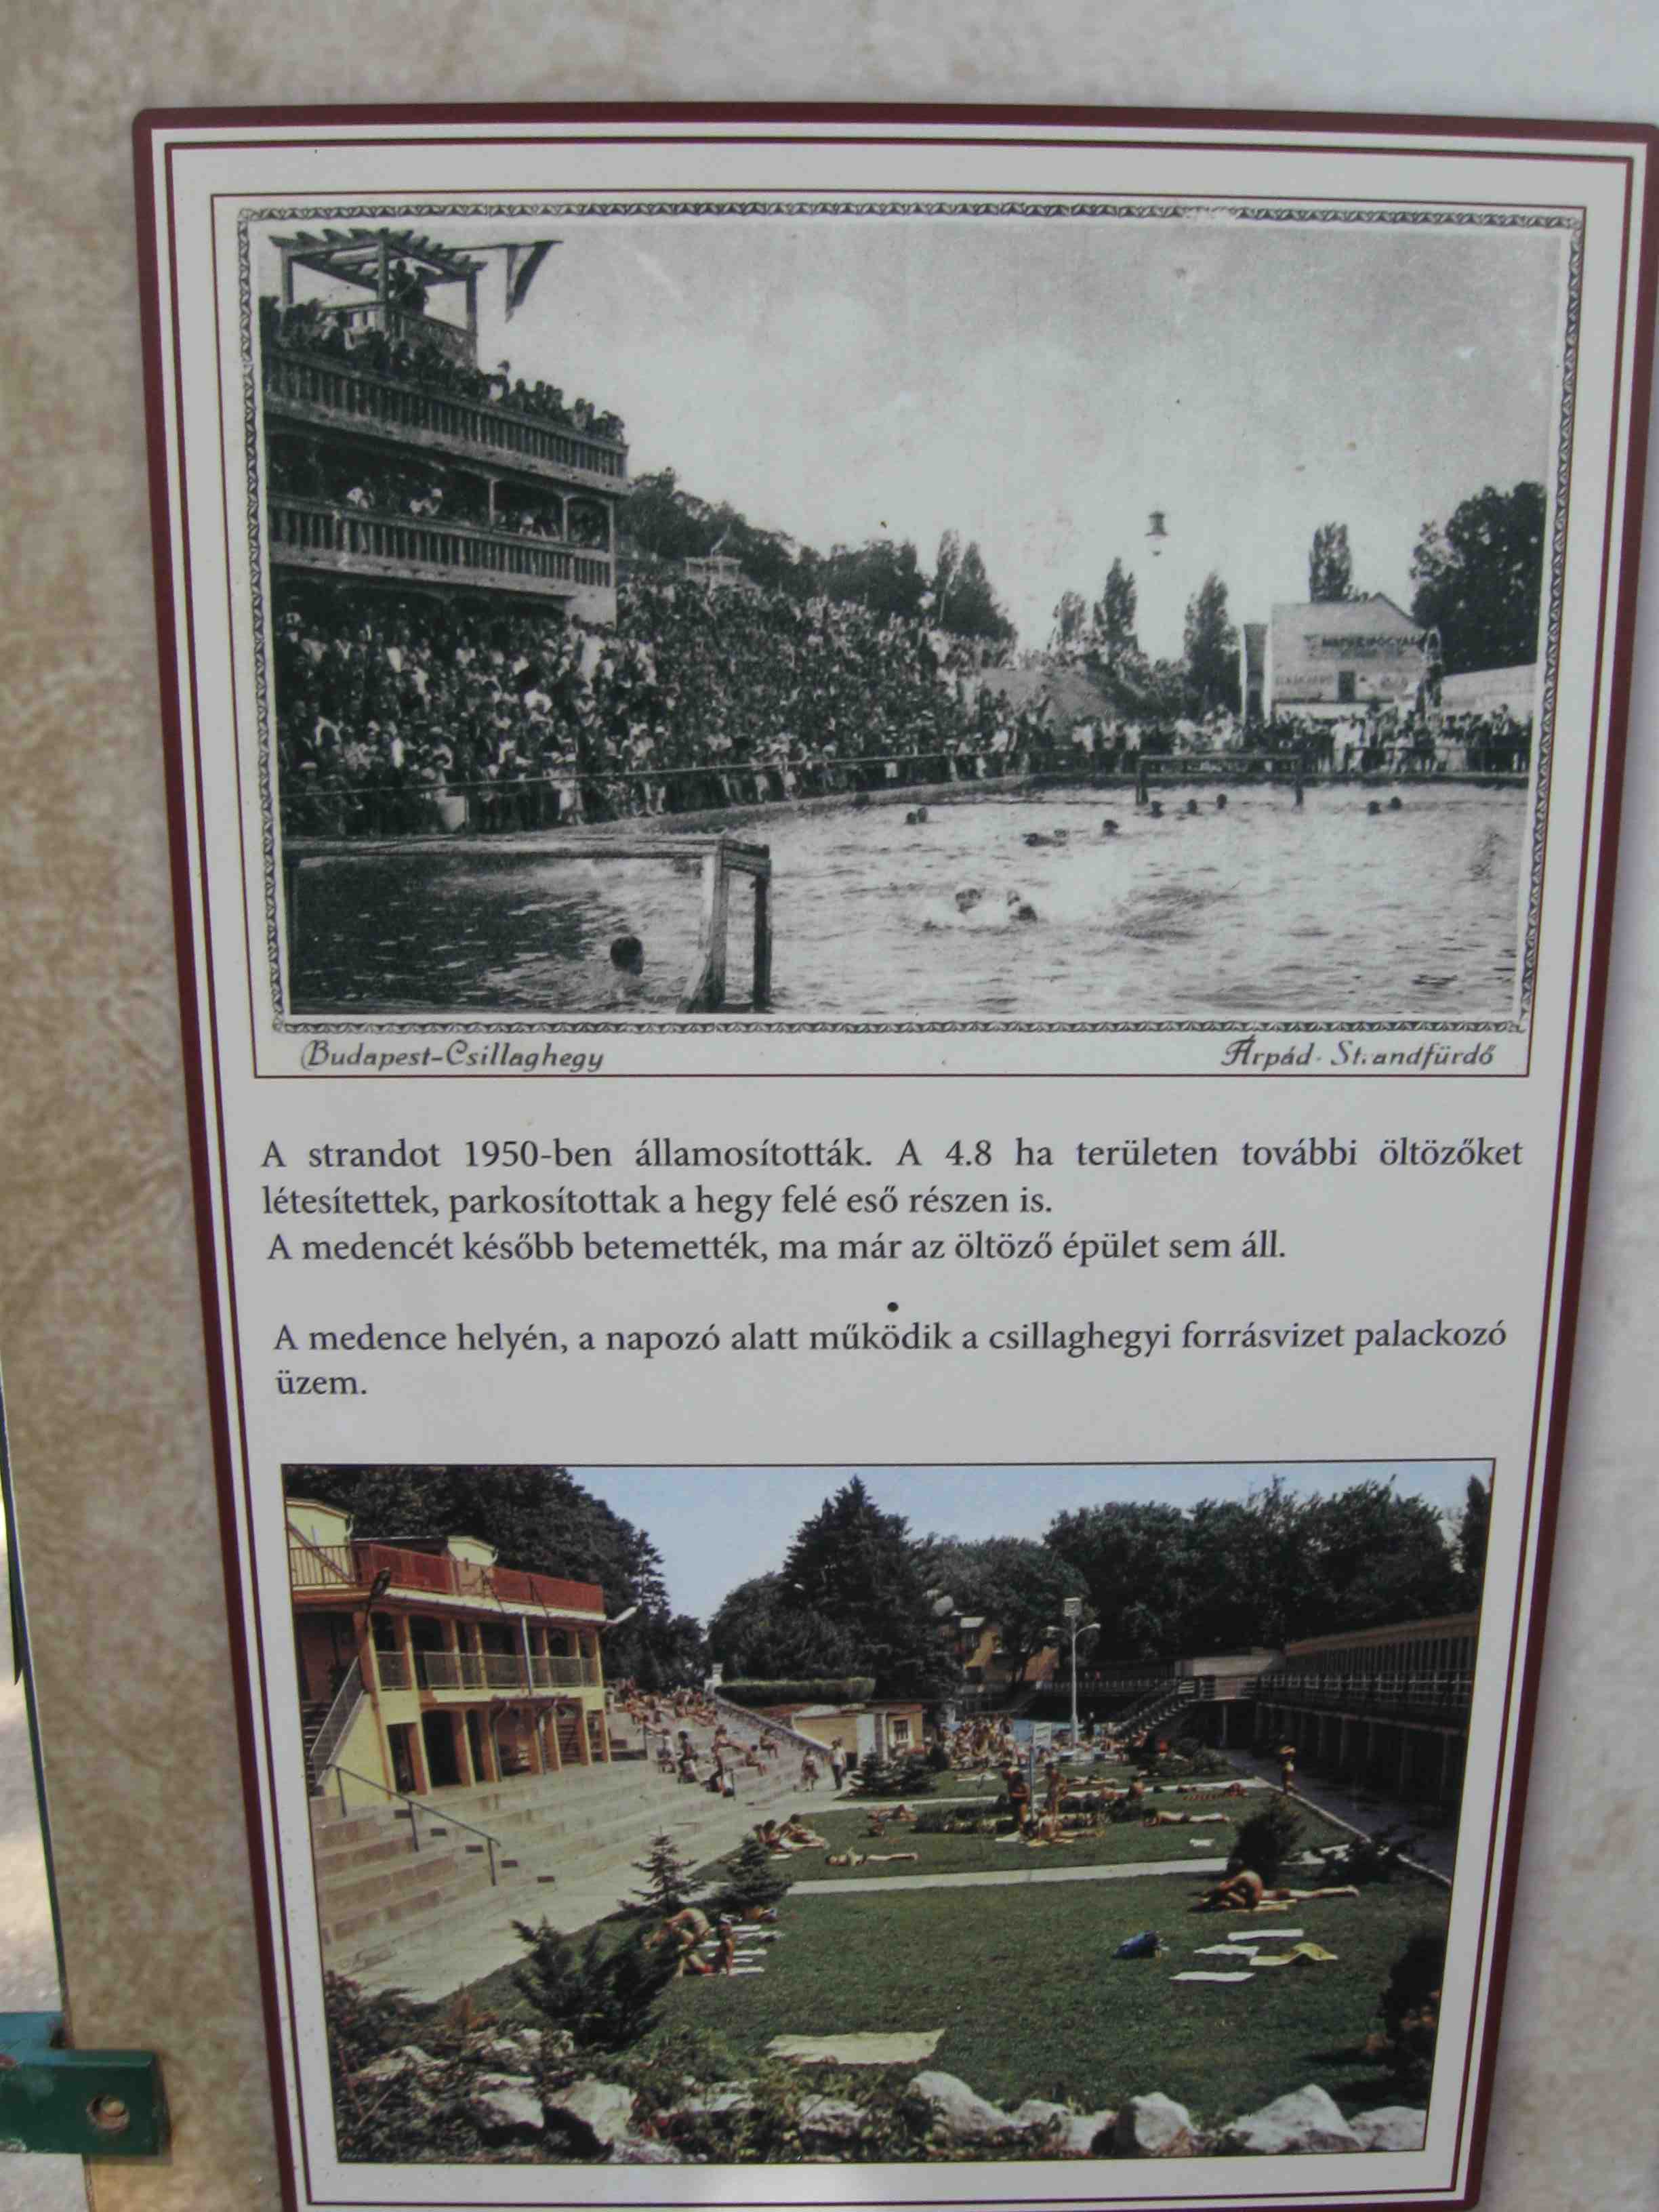 Budapest-Csillaghegy
Árpád-Strandfürdő
A strandot 1950-ben államosították. A 4.8 ha területen további öltözőket
létesítettek, parkosítottak a hegy felé eső részen is.
A medencét később betemették, ma már az öltöző épület sem áll.
A medence helyén, a napozó alatt működik a csillaghegyi forrásvizet palackozó
üzem.